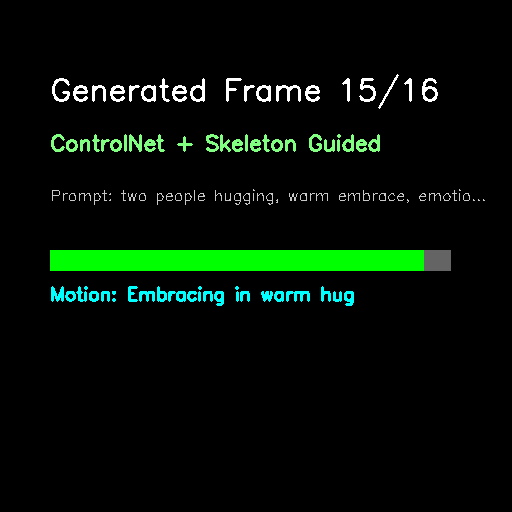 Generated Frame 15/16
ControlNet + Skeleton Guided
Prompt: two people hugging, warm embrace, emotio...
Motion: Embracing in warm hug